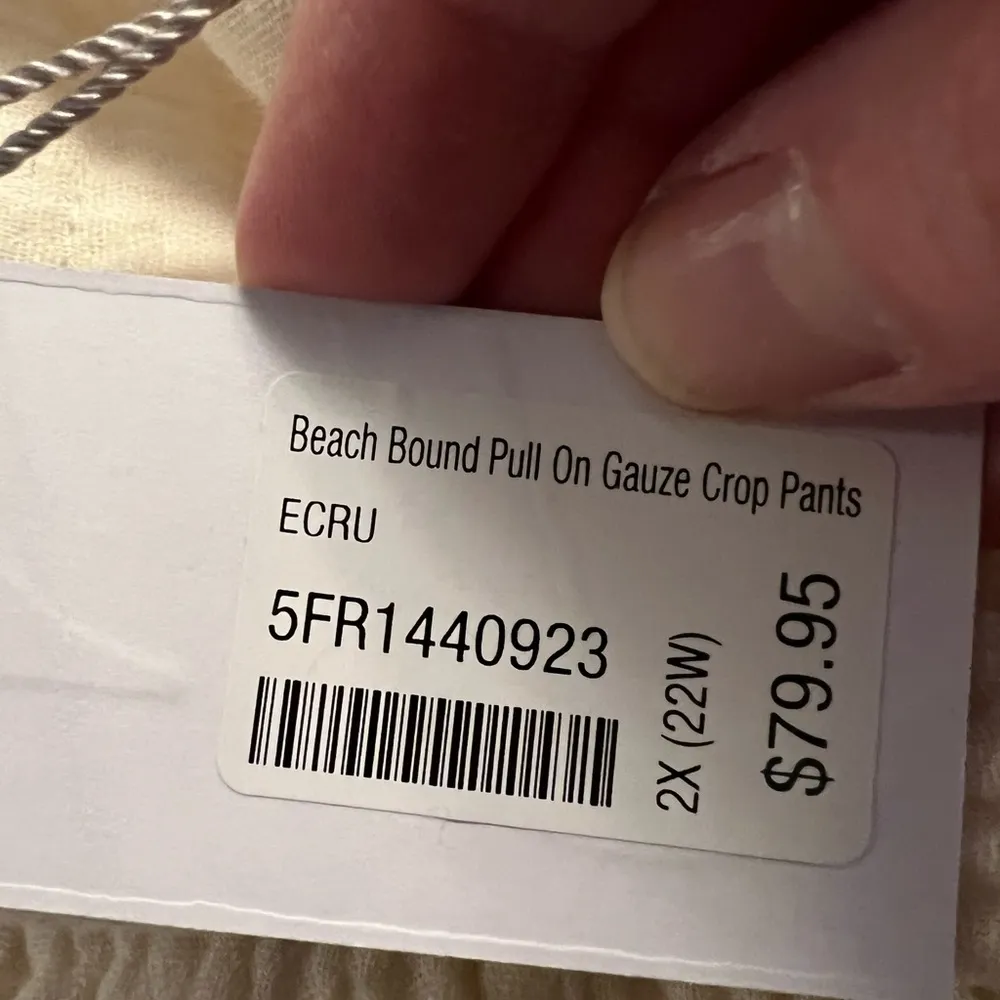 Beach Bound Pull On Gauze Crop Pants
ECRU
5FR1440923
2X (22W)
$79.95